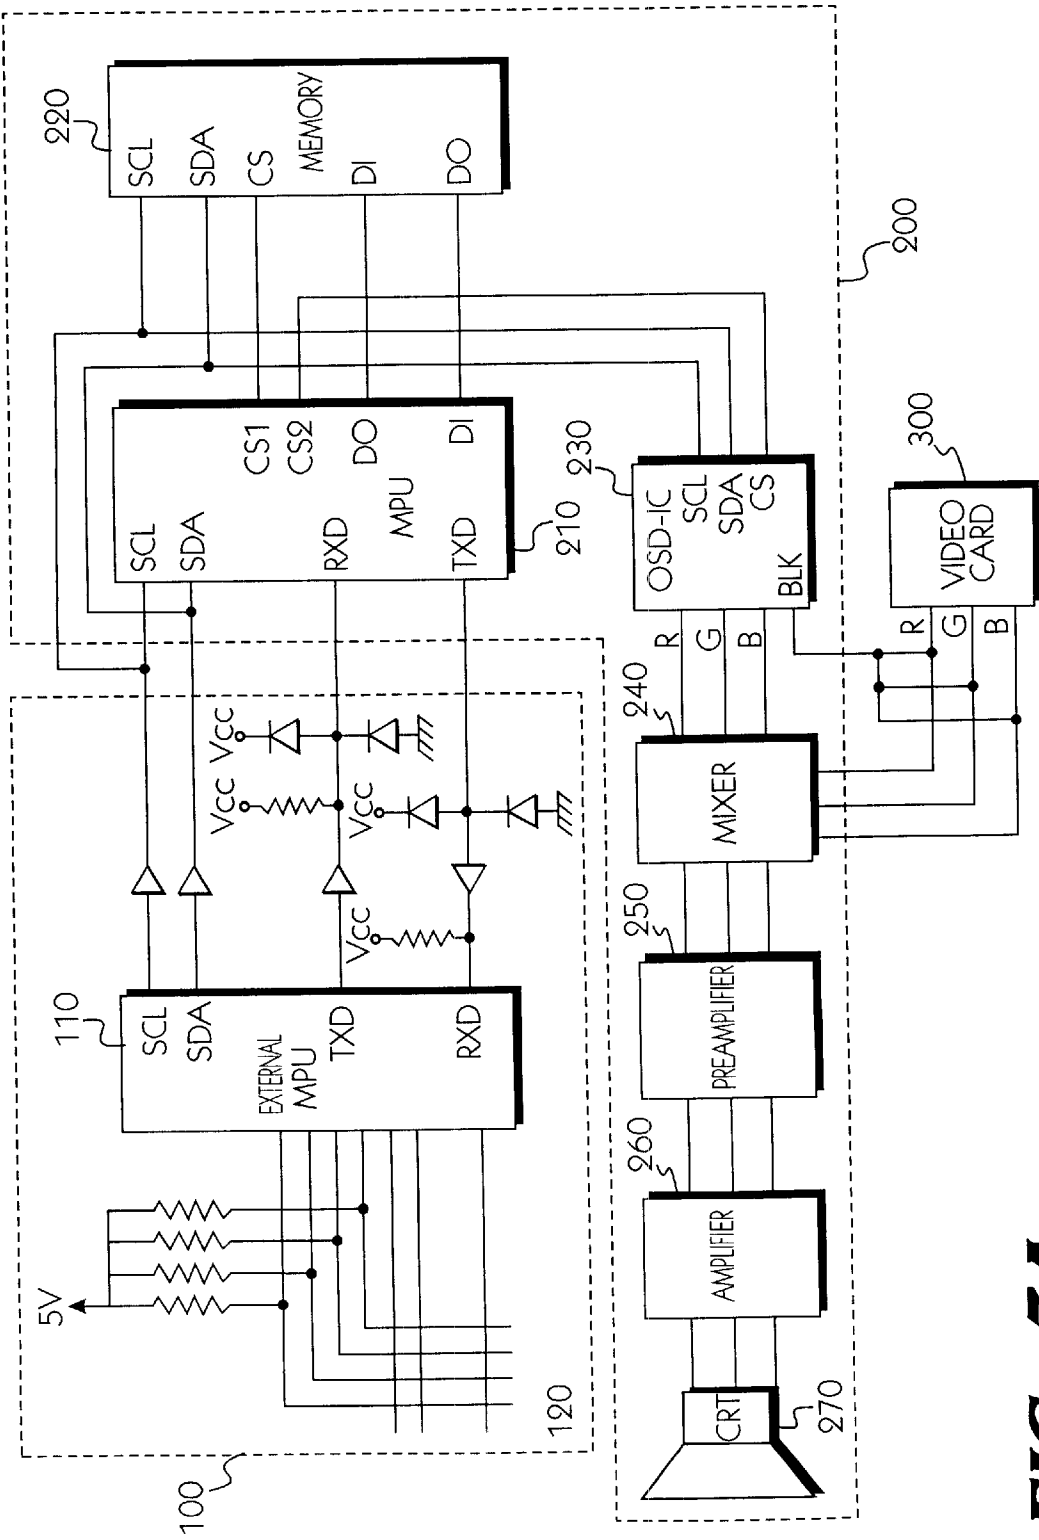 220
SCL
SDA
CS
MEMORY
DI
DO
200
SCL
SDA
CS1
CS2
RXD
DO
MPU
DI
TXD
210
230
OSD-IC
SCL
SDA
CS
BLK
R
G
B
300
VIDEO
CARD
R
G
B
VCC
VCC
VCC
VCC
240
MIXER
110
SCL
SDA
EXTERNAL
MPU
TXD
RXD
250
PREAMPLIFIER
5V
120
100
260
AMPLIFIER
CRT
270